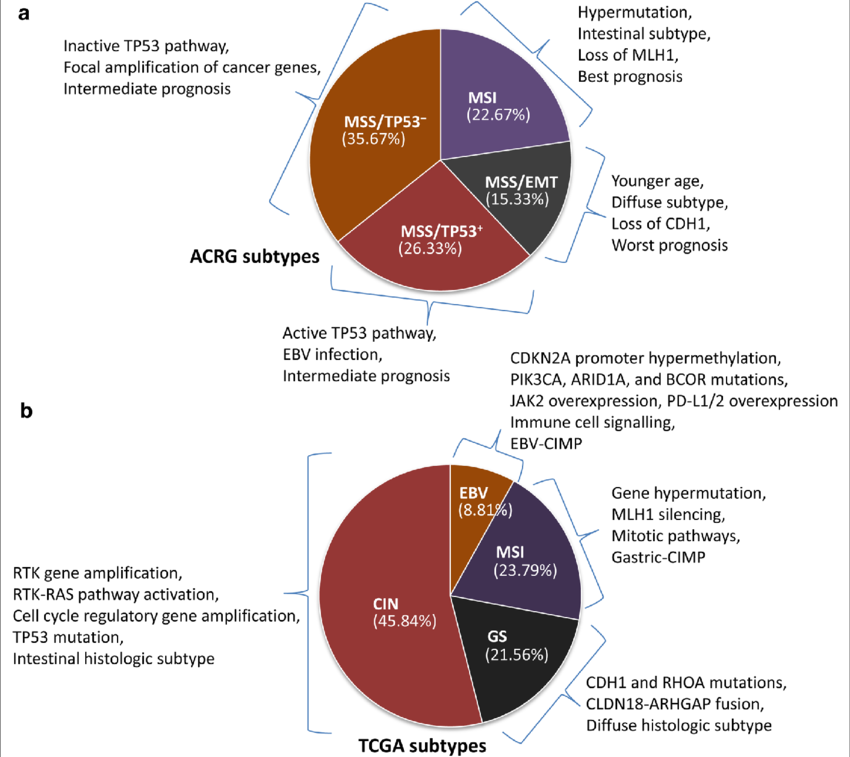 a
Hypermutation,
Intestinal subtype,
Loss of MLH1,
Best prognosis
Inactive TP53 pathway,
Focal amplification of cancer genes,
Intermediate prognosis
MSI
(22.67%)
MSS/TP53⁻
(35.67%)
MSS/EMT
(15.33%)
Younger age,
Diffuse subtype,
Loss of CDH1,
Worst prognosis
MSS/TP53⁺
(26.33%)
ACRG subtypes
Active TP53 pathway,
EBV infection,
Intermediate prognosis
b
CDKN2A promoter hypermethylation,
PIK3CA, ARID1A, and BCOR mutations,
JAK2 overexpression, PD-L1/2 overexpression
Immune cell signalling,
EBV-CIMP
EBV
(8.81%)
Gene hypermutation,
MLH1 silencing,
Mitotic pathways,
Gastric-CIMP
MSI
(23.79%)
RTK gene amplification,
RTK-RAS pathway activation,
Cell cycle regulatory gene amplification,
TP53 mutation,
Intestinal histologic subtype
CIN
(45.84%)
GS
(21.56%)
CDH1 and RHOA mutations,
CLDN18-ARHGAP fusion,
Diffuse histologic subtype
TCGA subtypes